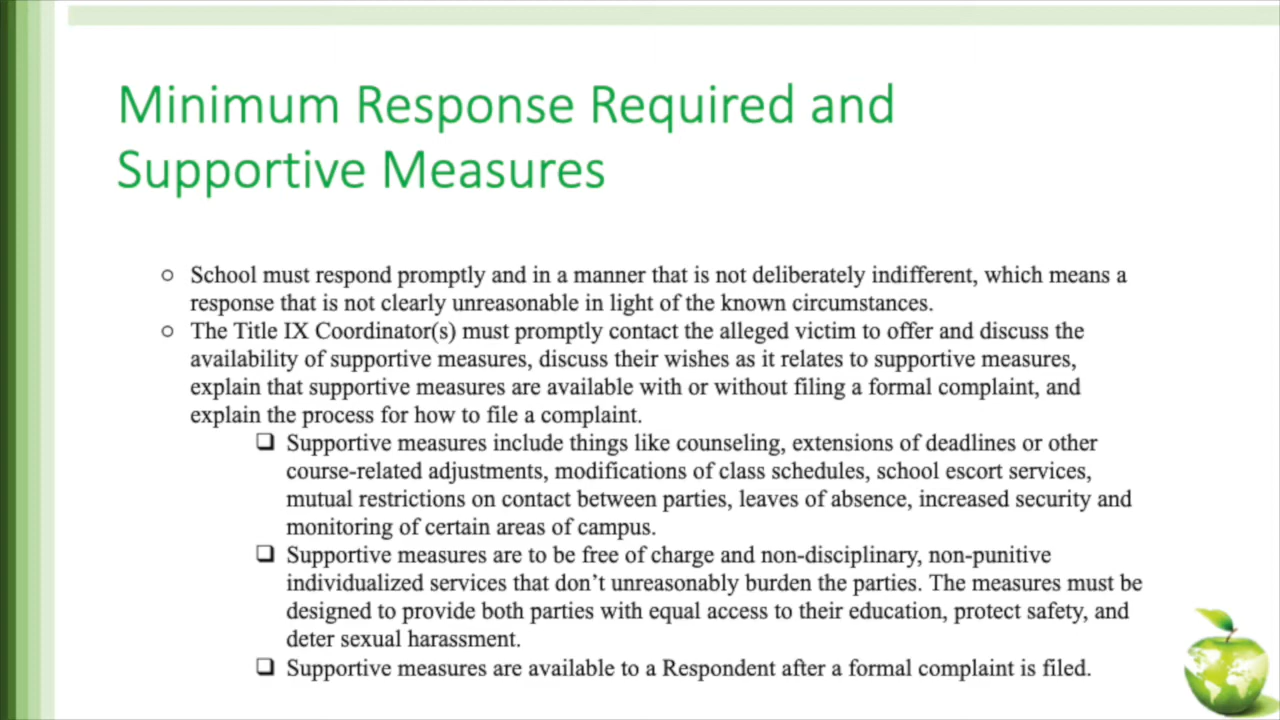 Minimum Response Required and
Supportive Measures
School must respond promptly and in a manner that is not deliberately indifferent, which means a
response that is not clearly unreasonable in light of the known circumstances.
The Title IX Coordinator(s) must promptly contact the alleged victim to offer and discuss the
availability of supportive measures, discuss their wishes as it relates to supportive measures,
explain that supportive measures are available with or without filing a formal complaint, and
explain the process for how to file a complaint.
Supportive measures include things like counseling, extensions of deadlines or other
course-related adjustments, modifications of class schedules, school escort services,
mutual restrictions on contact between parties, leaves of absence, increased security and
monitoring of certain areas of campus.
Supportive measures are to be free of charge and non-disciplinary, non-punitive
individualized services that don’t unreasonably burden the parties. The measures must be
designed to provide both parties with equal access to their education, protect safety, and
deter sexual harassment.
Supportive measures are available to a Respondent after a formal complaint is filed.